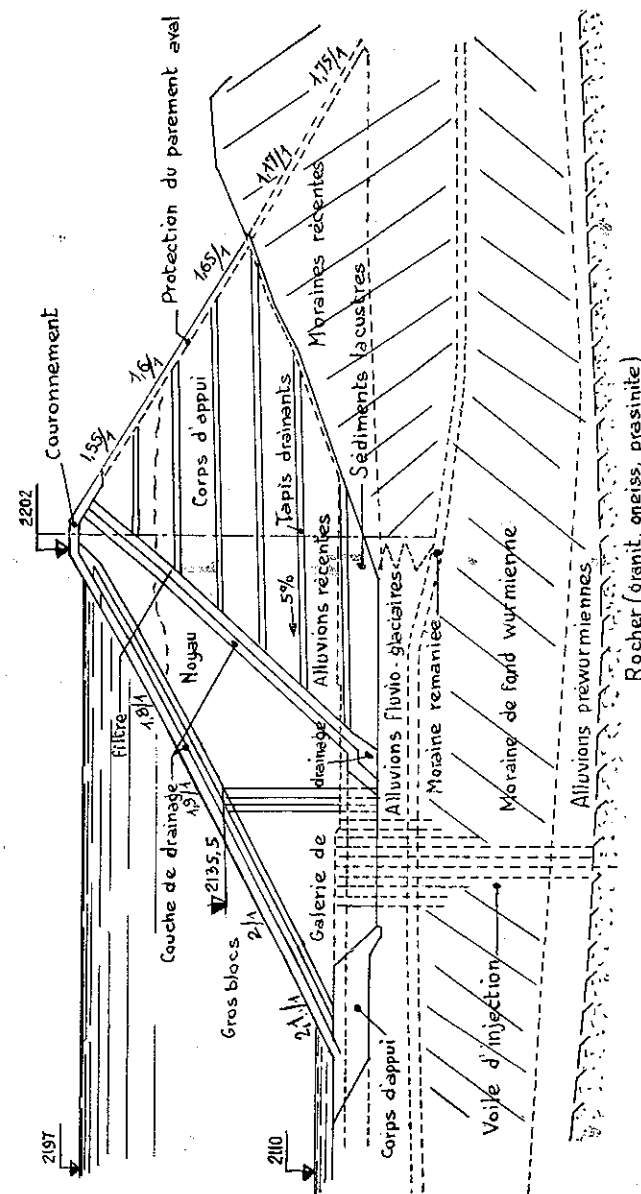 2202
Couronnement
Protection du parement aval
2197
1,55/1
1,6/1
1,65/1
1,17/1
1,75/1
filtre
1,8/1
Couche de drainage
1,9/1
Noyau
Corps d'appui
2135,5
Gros blocs
2/1
2,1/1
2110
5%
Tapis drainants
Moraines récentes
Alluvions récentes
Sédiments lacustres
Galerie de
drainage
Corps d'appui
Alluvions fluvio-glaciaires
Moraine remaniée
Voile d'injection
Moraine de fond wurmienne
Alluvions préwurmiennes
Rocher (granit, gneiss, prasinite)